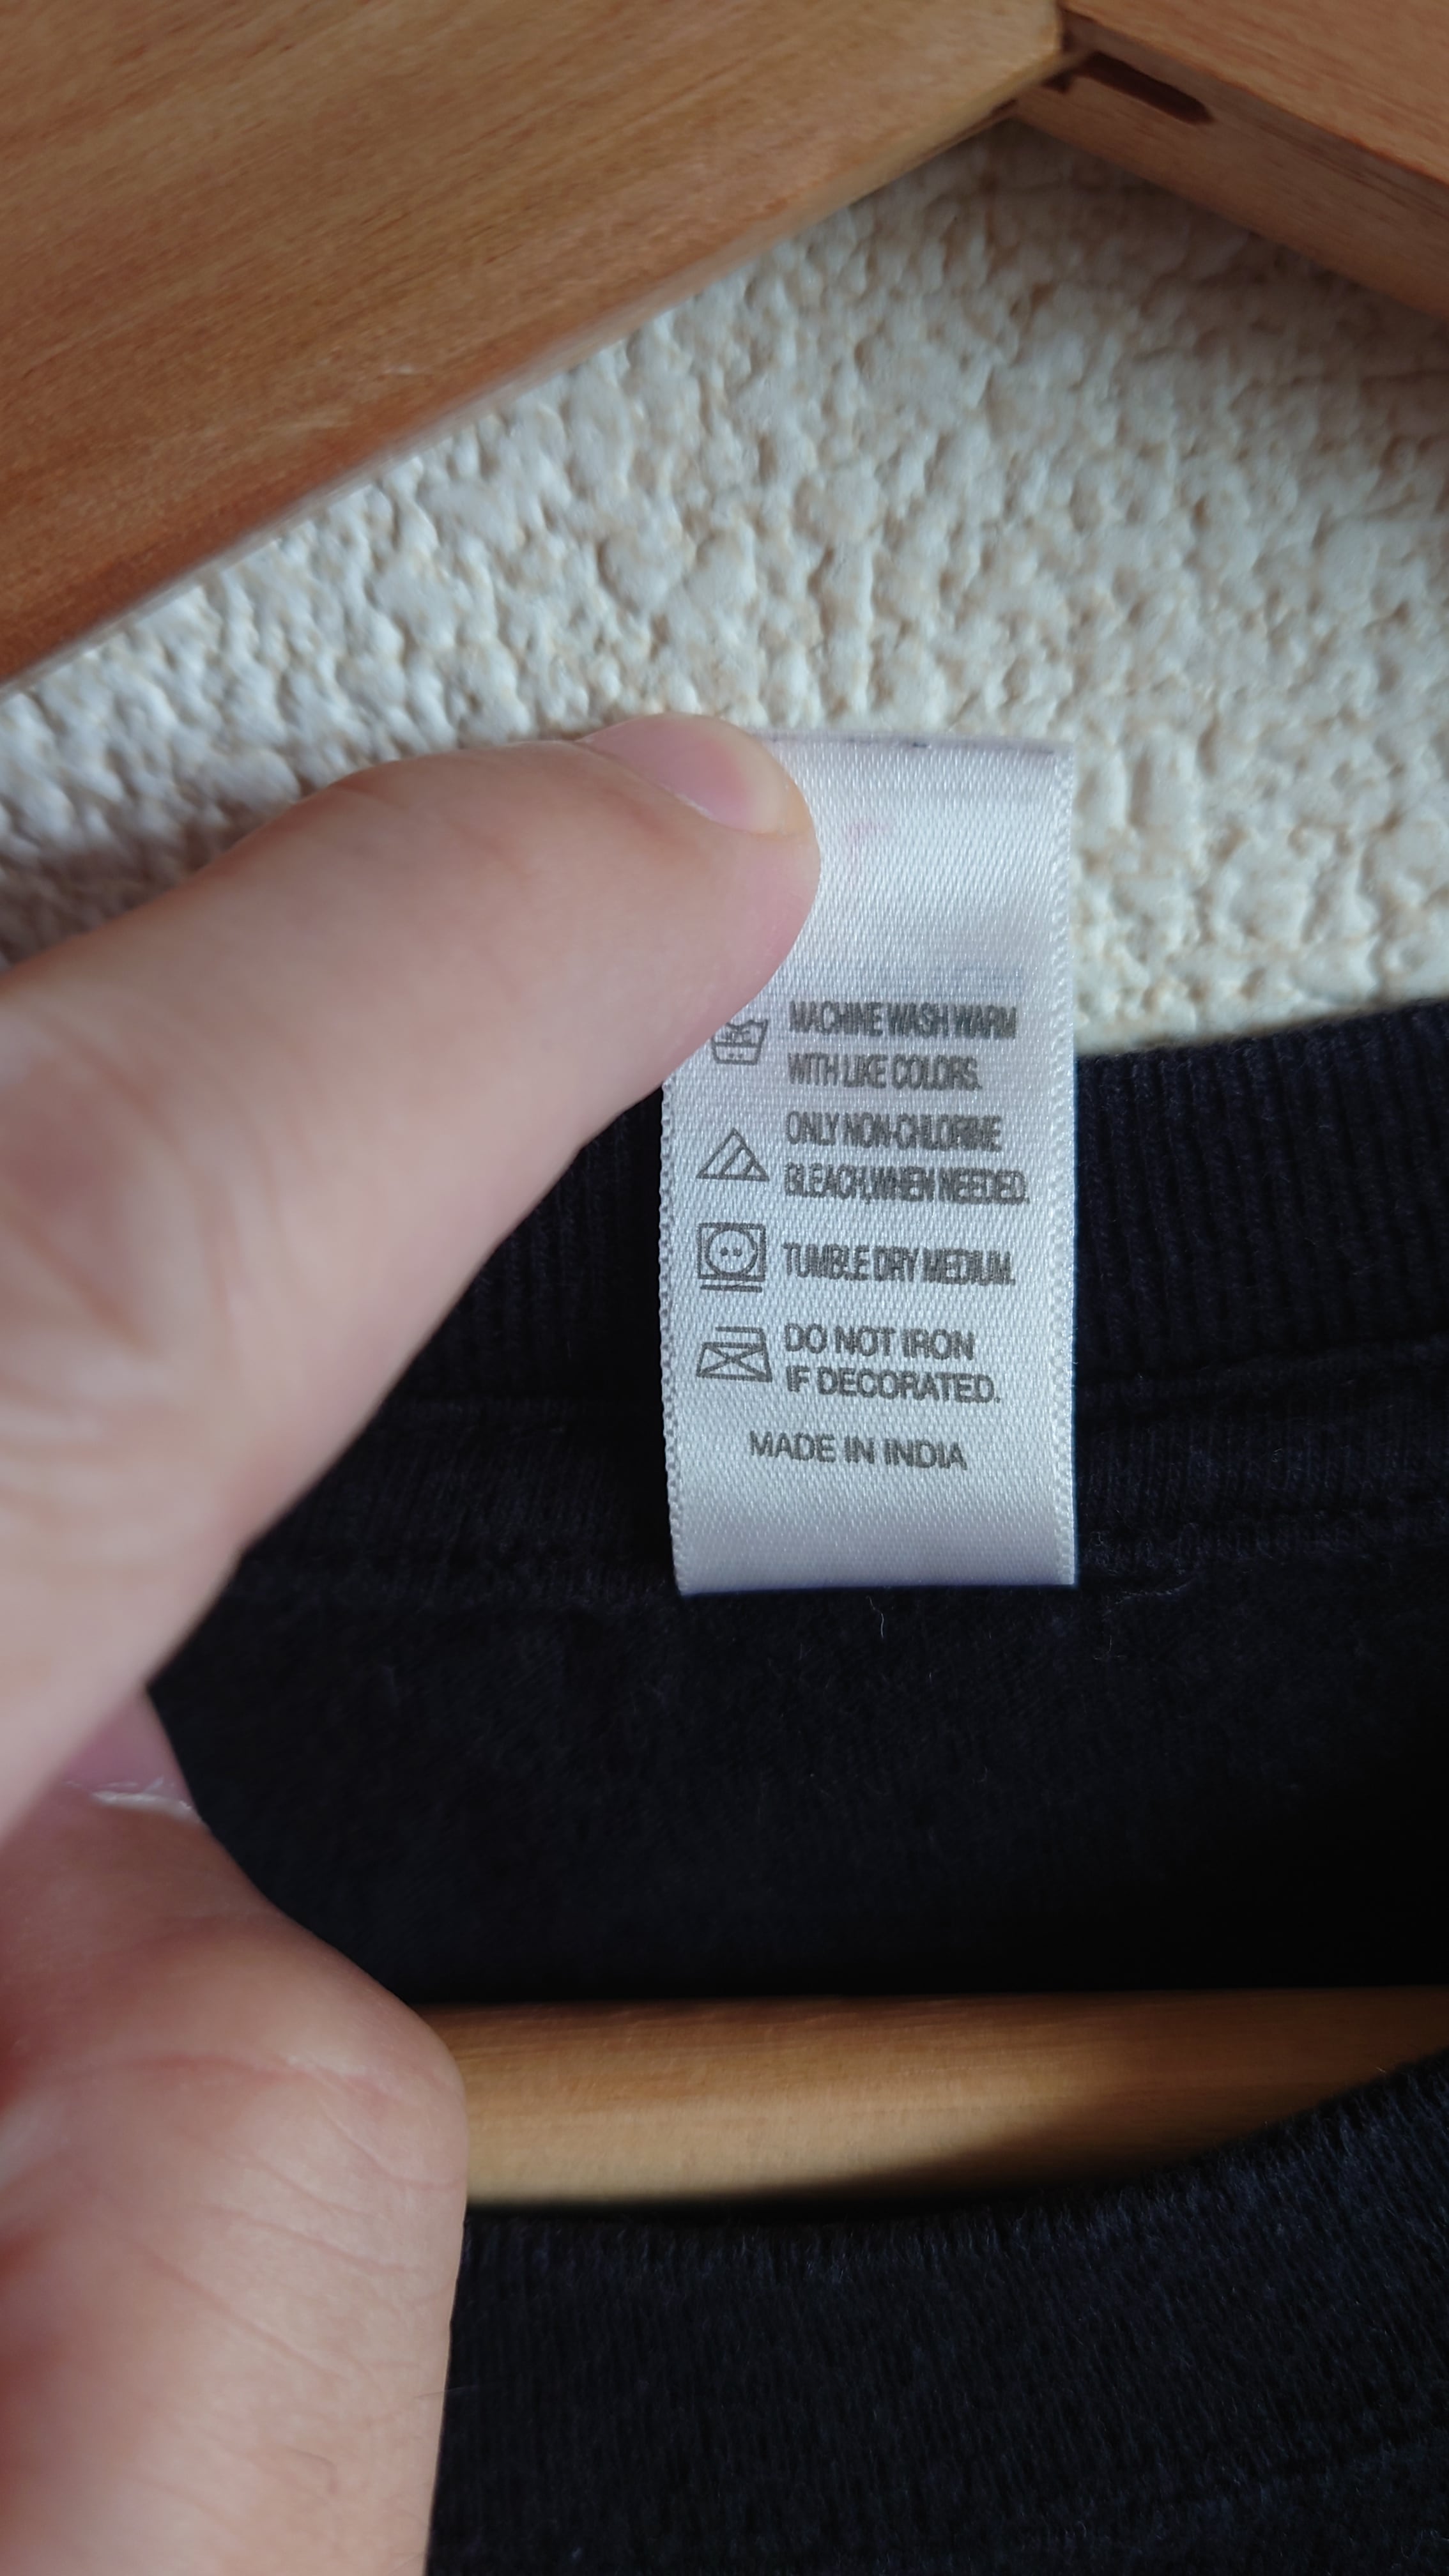 MACHINE WASH WARM
WITH LIKE COLORS.
ONLY NON-CHLORINE
BLEACH,WHEN NEEDED.
TUMBLE DRY MEDIUM.
DO NOT IRON
IF DECORATED.
MADE IN INDIA